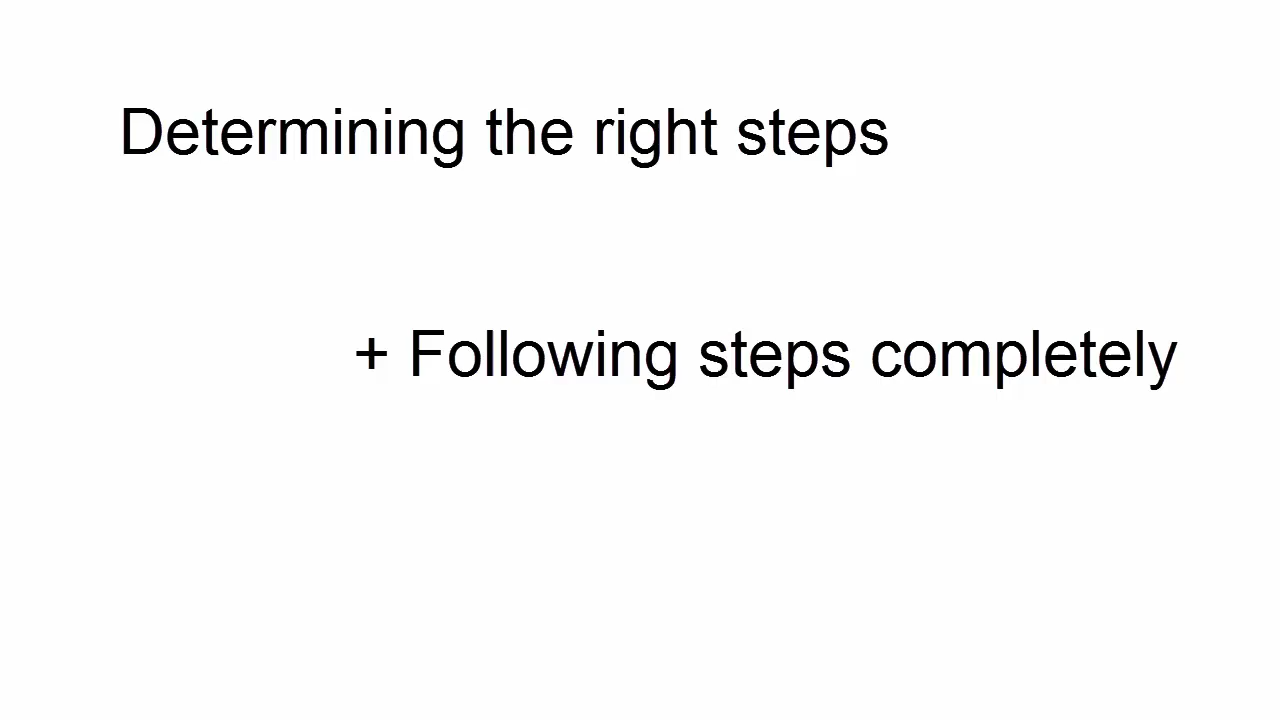 Determining the right steps
+ Following steps completely